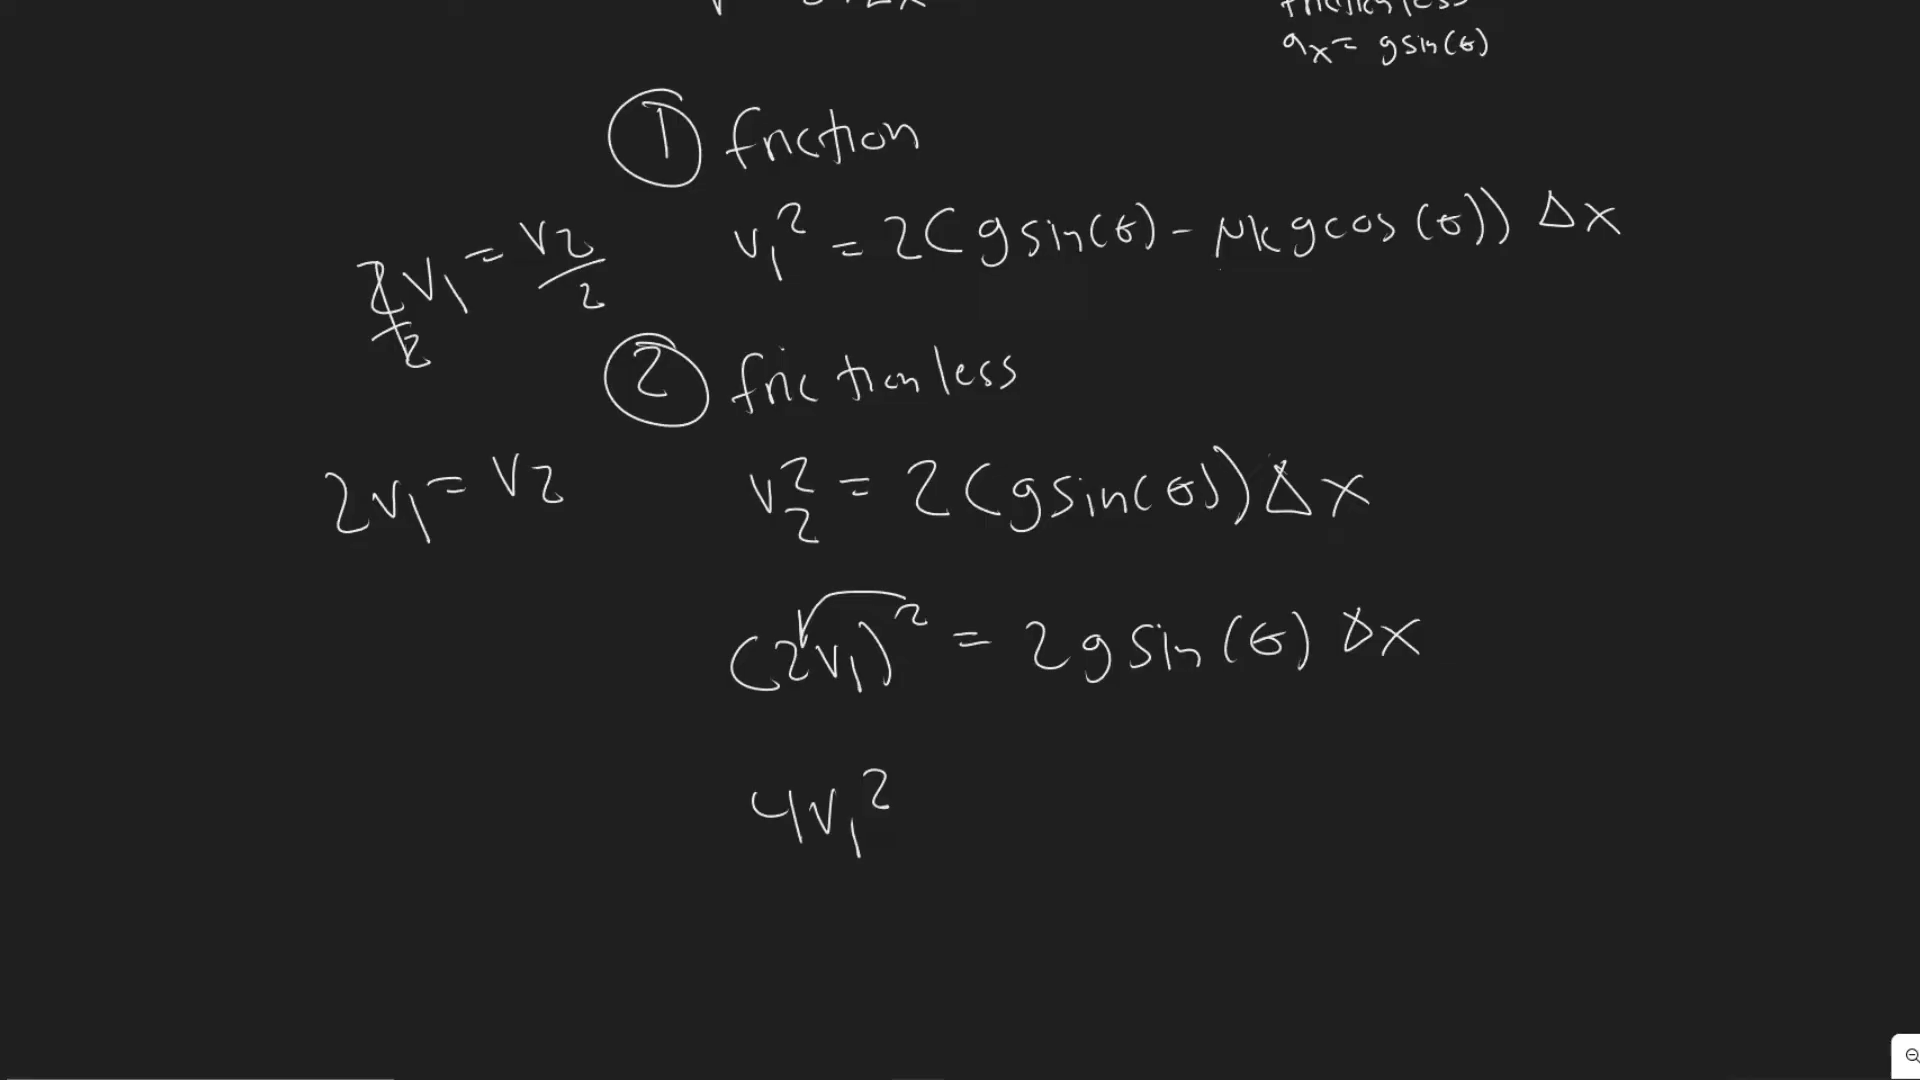 aₓ = g sin(θ)
① friction
v₁² = 2(g sin(θ) - μk g cos(θ)) Δx
2v₁/2 = v₂/2
② frictionless
2v₁ = v₂
v₂² = 2(g sin(θ)) Δx
(2v₁)² = 2g sin(θ) Δx
4v₁²